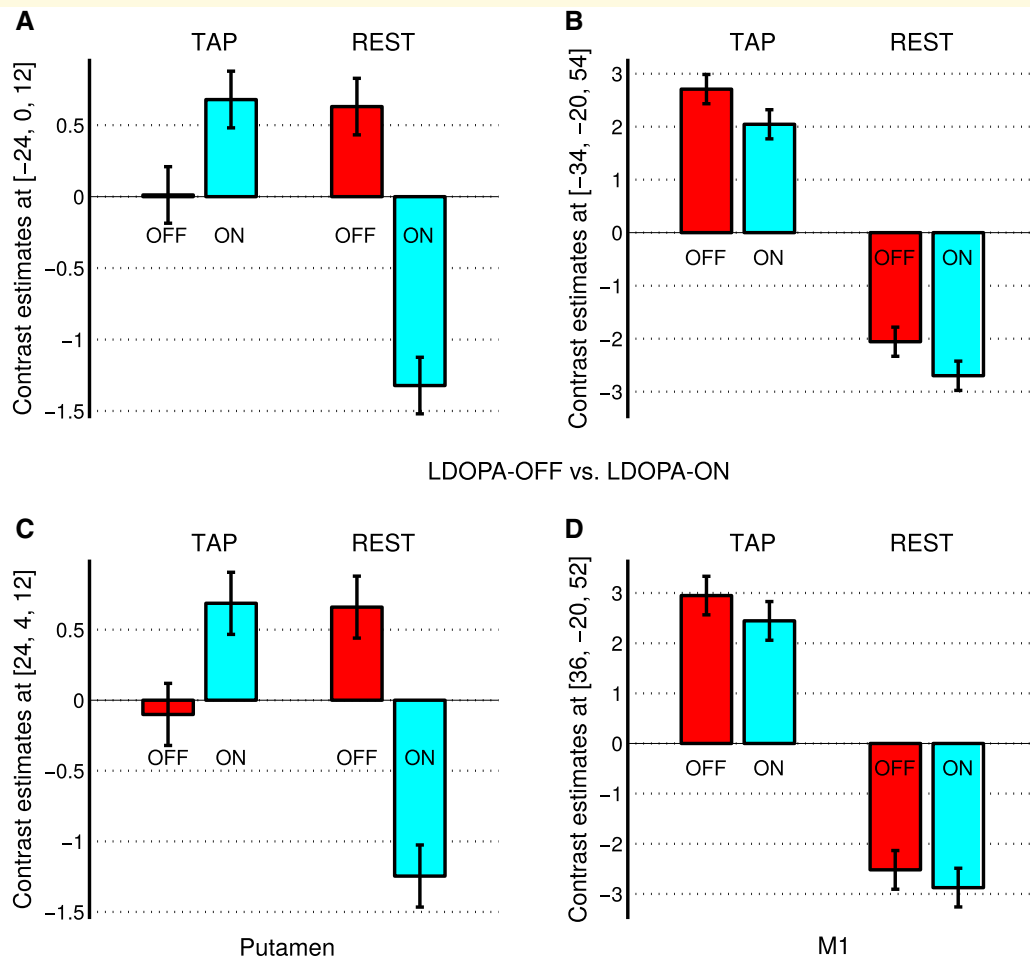 A
TAP REST
Contrast estimates at [−24, 0, 12]
0.5
0
−0.5
−1
−1.5
OFF ON OFF ON
B
TAP REST
Contrast estimates at [−34, −20, 54]
3
2
1
0
−1
−2
−3
OFF ON OFF ON
LDOPA-OFF vs. LDOPA-ON
C
TAP REST
Contrast estimates at [24, 4, 12]
0.5
0
−0.5
−1
−1.5
OFF ON OFF ON
Putamen
D
TAP REST
Contrast estimates at [36, −20, 52]
3
2
1
0
−1
−2
−3
OFF ON OFF ON
M1